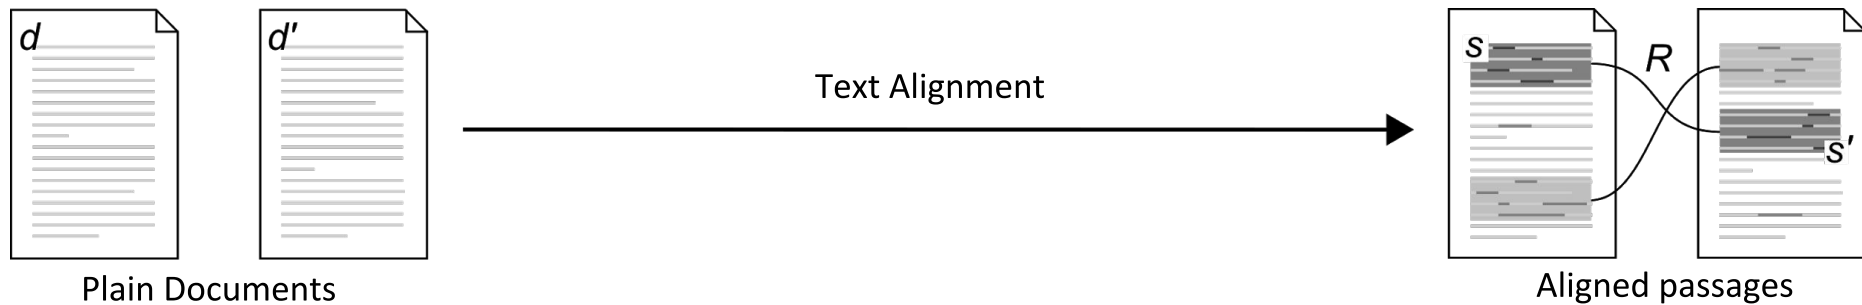 d
d'
Text Alignment
s
R
s'
Plain Documents
Aligned passages